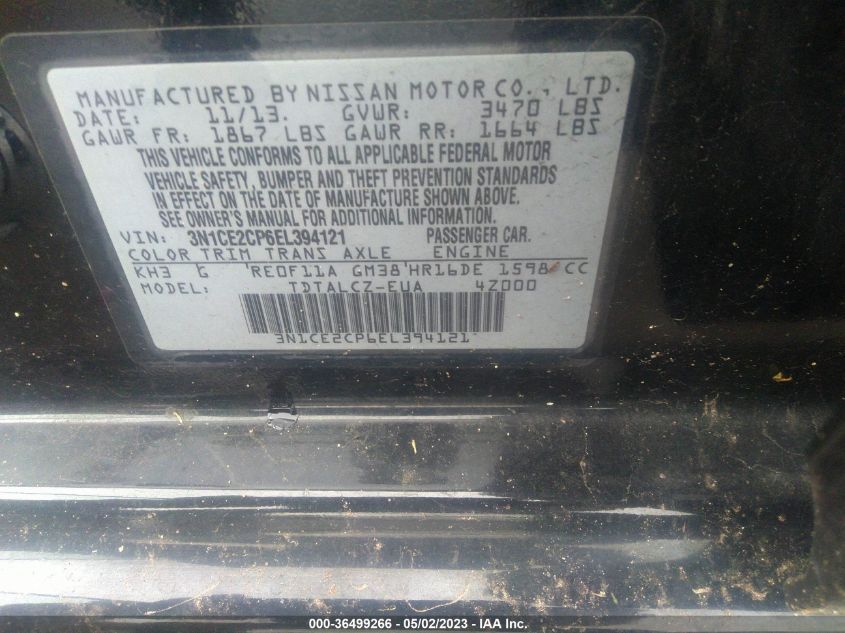 MANUFACTURED BY NISSAN MOTOR CO., LTD.
DATE: 11/13. GVWR: 3470 LBS
GAWR FR: 1867 LBS GAWR RR: 1664 LBS
THIS VEHICLE CONFORMS TO ALL APPLICABLE FEDERAL MOTOR
VEHICLE SAFETY, BUMPER AND THEFT PREVENTION STANDARDS
IN EFFECT ON THE DATE OF MANUFACTURE SHOWN ABOVE.
SEE OWNER'S MANUAL FOR ADDITIONAL INFORMATION.
VIN: 3N1CE2CP6EL394121 PASSENGER CAR.
COLOR TRIM TRANS AXLE ENGINE
KH3 G 'RE0F11A GM38'HR16DE 1598 CC
MODEL: TDTALCZ-EUA 4Z000
3N1CE2CP6EL394121
000-36499266 - 05/02/2023 - IAA Inc.